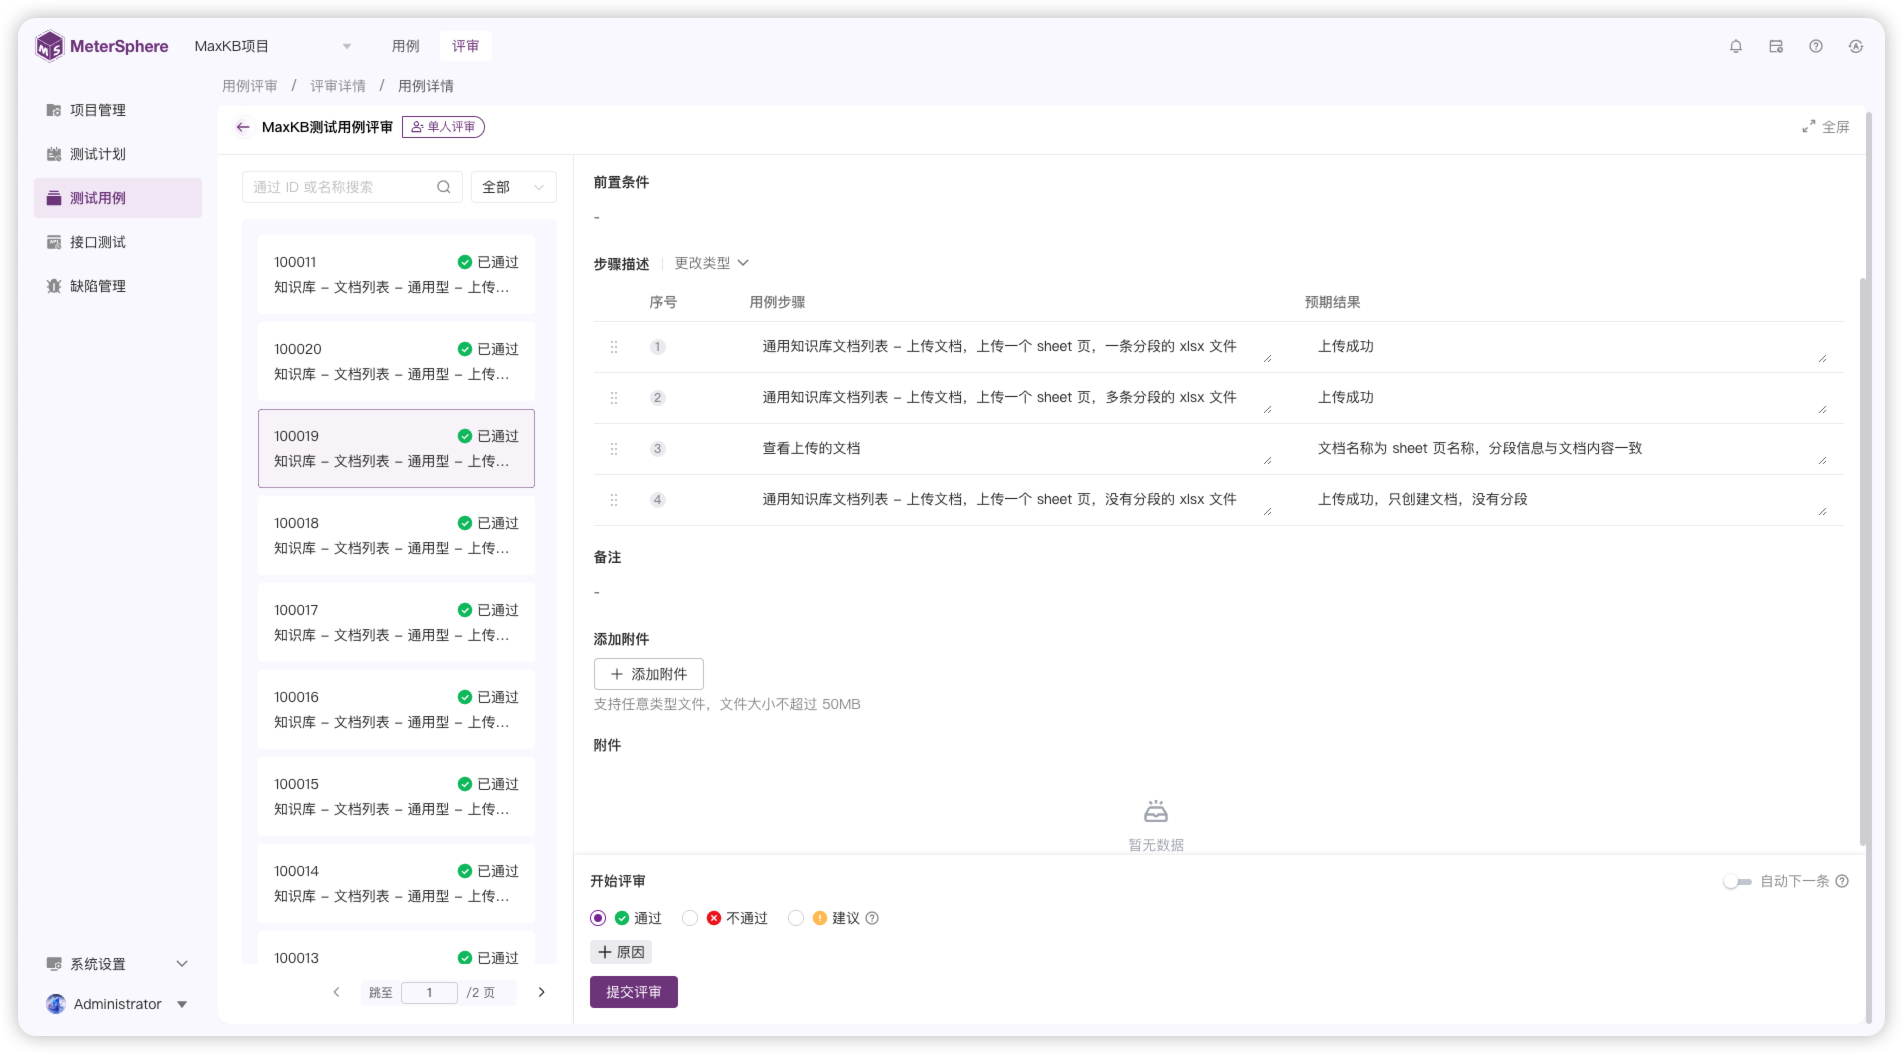 MeterSphere
MaxKB项目
用例
评审
用例评审 / 评审详情 / 用例详情
项目管理
测试计划
测试用例
接口测试
缺陷管理
系统设置
Administrator
MaxKB测试用例评审
单人评审
全屏
通过 ID 或名称搜索
全部
100011 已通过
知识库 – 文档列表 – 通用型 – 上传...
100020 已通过
知识库 – 文档列表 – 通用型 – 上传...
100019 已通过
知识库 – 文档列表 – 通用型 – 上传...
100018 已通过
知识库 – 文档列表 – 通用型 – 上传...
100017 已通过
知识库 – 文档列表 – 通用型 – 上传...
100016 已通过
知识库 – 文档列表 – 通用型 – 上传...
100015 已通过
知识库 – 文档列表 – 通用型 – 上传...
100014 已通过
知识库 – 文档列表 – 通用型 – 上传...
100013 已通过
跳至 1 /2 页
前置条件
-
步骤描述 更改类型
序号 用例步骤 预期结果
1 通用知识库文档列表 – 上传文档，上传一个 sheet 页，一条分段的 xlsx 文件 上传成功
2 通用知识库文档列表 – 上传文档，上传一个 sheet 页，多条分段的 xlsx 文件 上传成功
3 查看上传的文档 文档名称为 sheet 页名称，分段信息与文档内容一致
4 通用知识库文档列表 – 上传文档，上传一个 sheet 页，没有分段的 xlsx 文件 上传成功，只创建文档，没有分段
备注
-
添加附件
添加附件
支持任意类型文件，文件大小不超过 50MB
附件
暂无数据
开始评审
自动下一条
通过 不通过 建议
原因
提交评审